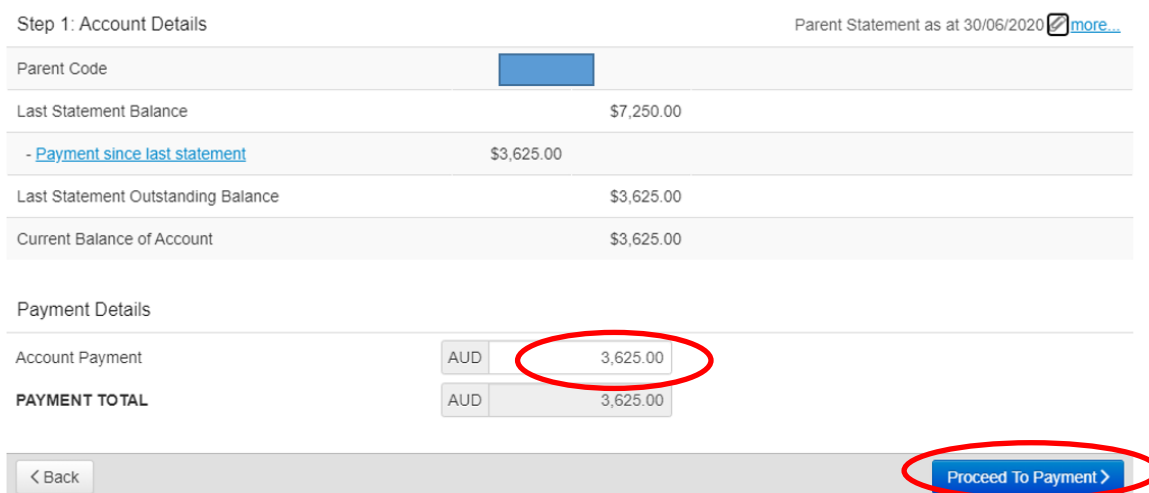 Step 1: Account Details Parent Statement as at 30/06/2020 more...
Parent Code
Last Statement Balance $7,250.00
- Payment since last statement $3,625.00
Last Statement Outstanding Balance $3,625.00
Current Balance of Account $3,625.00
Payment Details
Account Payment AUD 3,625.00
PAYMENT TOTAL AUD 3,625.00
< Back Proceed To Payment >